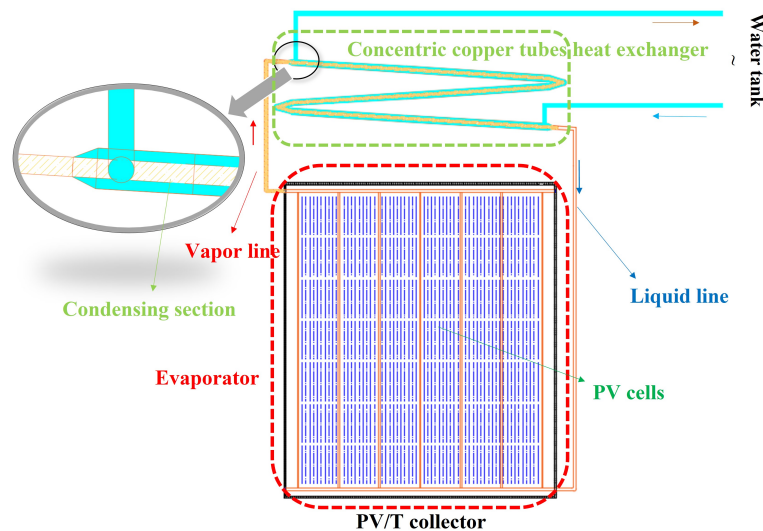 Concentric copper tubes heat exchanger
Water tank
~
Vapor line
Condensing section
Liquid line
Evaporator
PV cells
PV/T collector